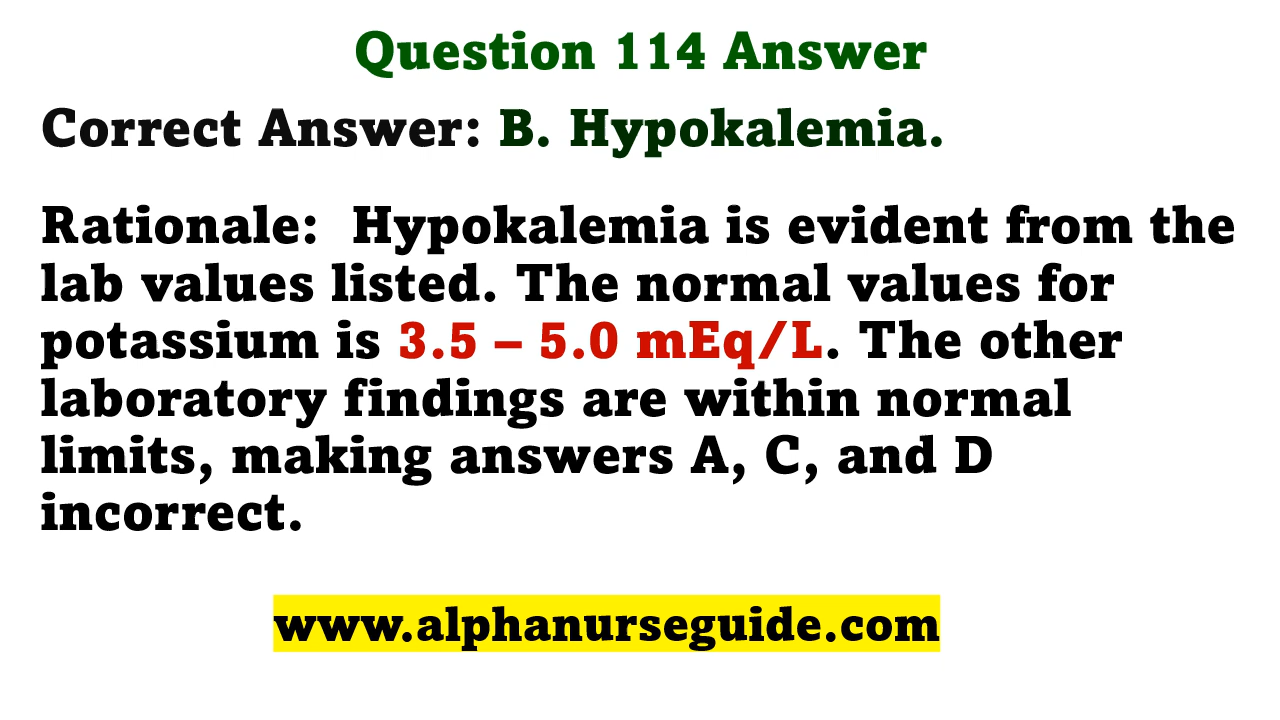 Question 114 Answer
Correct Answer: B. Hypokalemia.
Rationale:  Hypokalemia is evident from the
lab values listed. The normal values for
potassium is 3.5 – 5.0 mEq/L. The other
laboratory findings are within normal
limits, making answers A, C, and D
incorrect.
www.alphanurseguide.com